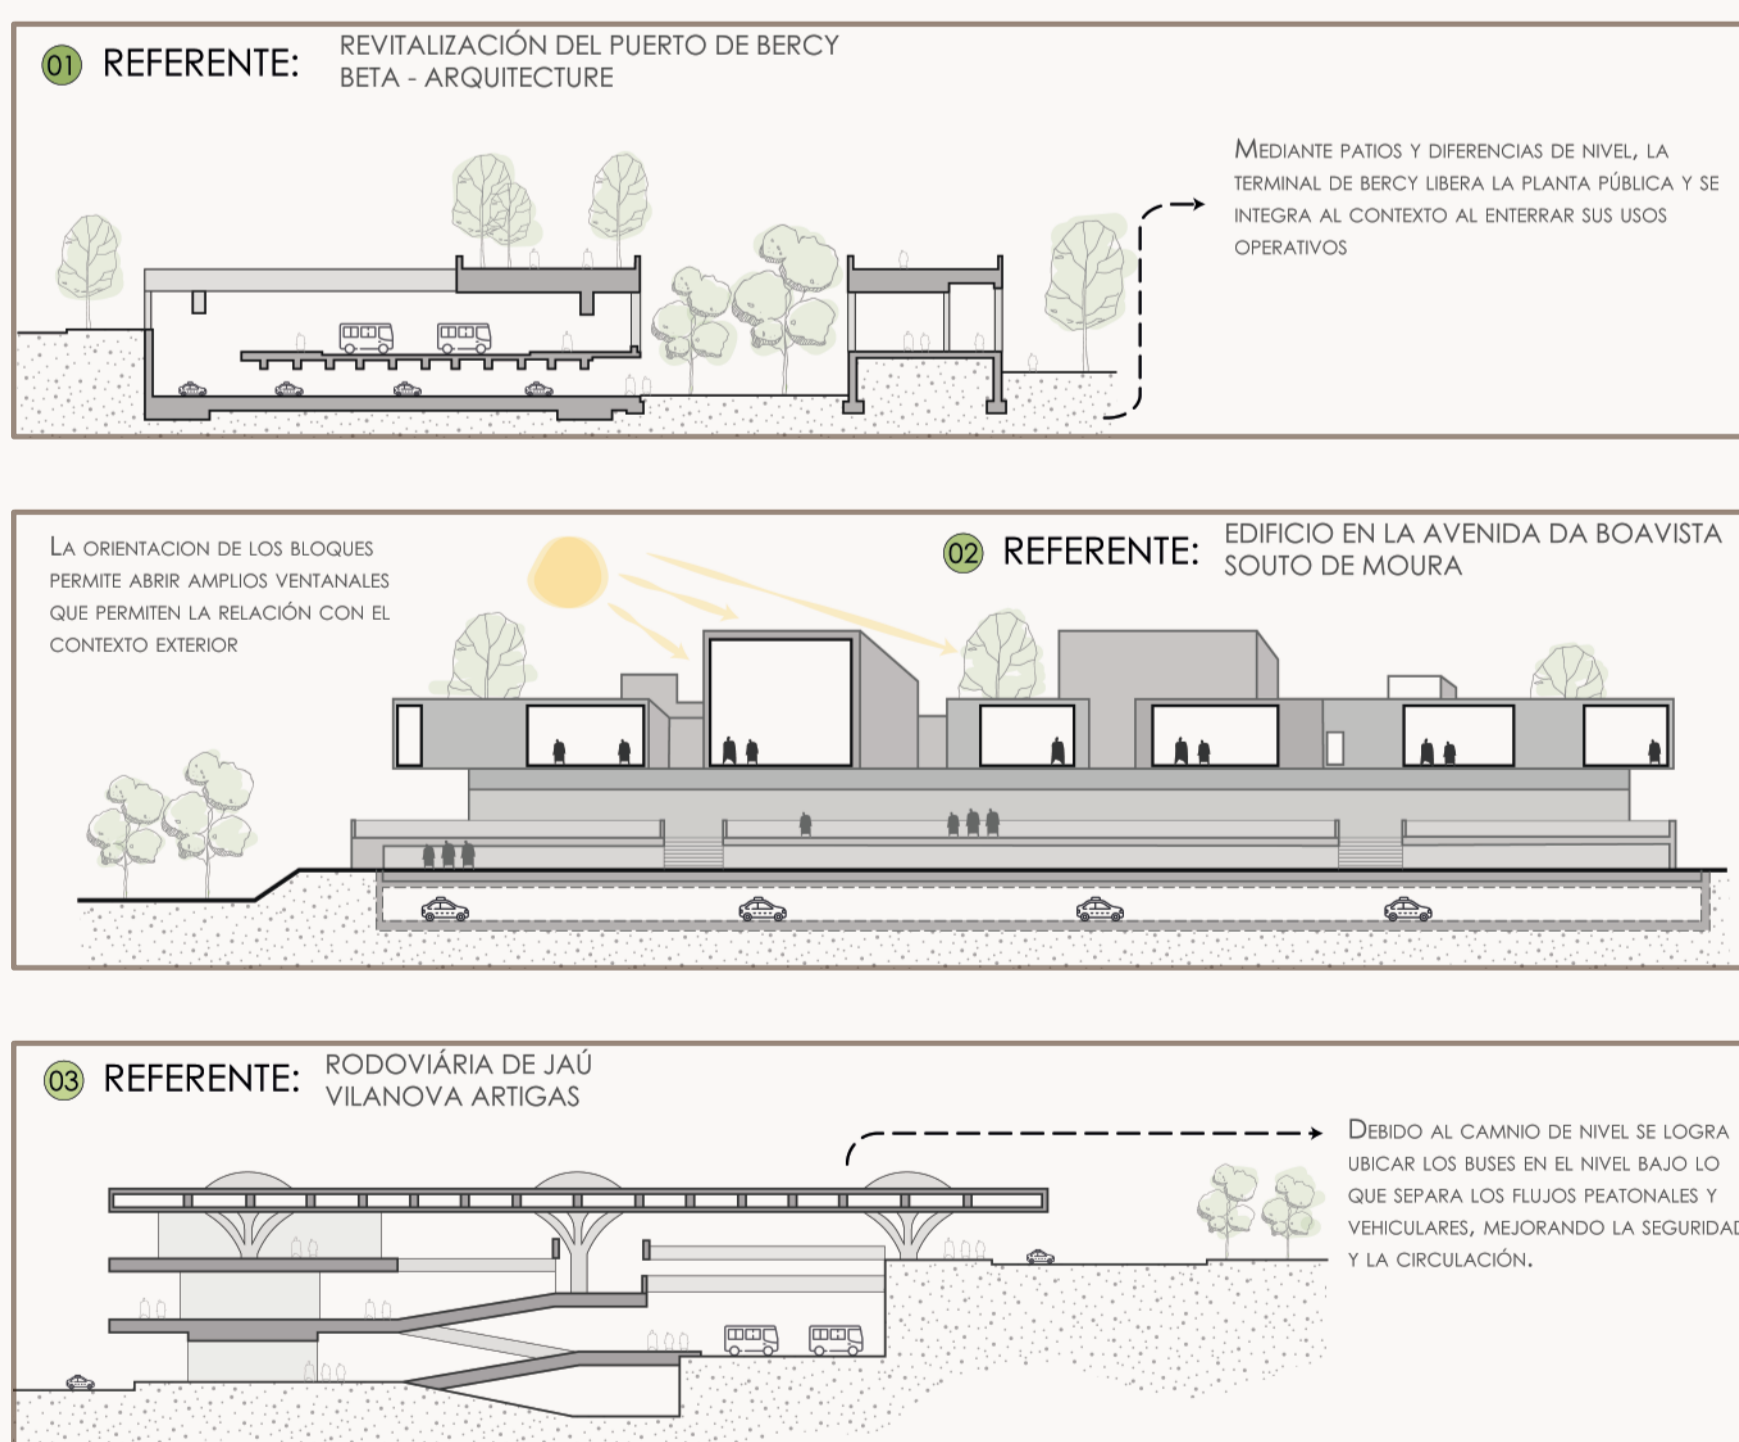 01 REFERENTE: REVITALIZACIÓN DEL PUERTO DE BERCY
BETA - ARQUITECTURE
MEDIANTE PATIOS Y DIFERENCIAS DE NIVEL, LA
TERMINAL DE BERCY LIBERA LA PLANTA PÚBLICA Y SE
INTEGRA AL CONTEXTO AL ENTERRAR SUS USOS
OPERATIVOS
LA ORIENTACION DE LOS BLOQUES
PERMITE ABRIR AMPLIOS VENTANALES
QUE PERMITEN LA RELACIÓN CON EL
CONTEXTO EXTERIOR
02 REFERENTE: EDIFICIO EN LA AVENIDA DA BOAVISTA
SOUTO DE MOURA
03 REFERENTE: RODOVIÁRIA DE JAÚ
VILANOVA ARTIGAS
DEBIDO AL CAMNIO DE NIVEL SE LOGRA
UBICAR LOS BUSES EN EL NIVEL BAJO LO
QUE SEPARA LOS FLUJOS PEATONALES Y
VEHICULARES, MEJORANDO LA SEGURIDAD
Y LA CIRCULACIÓN.